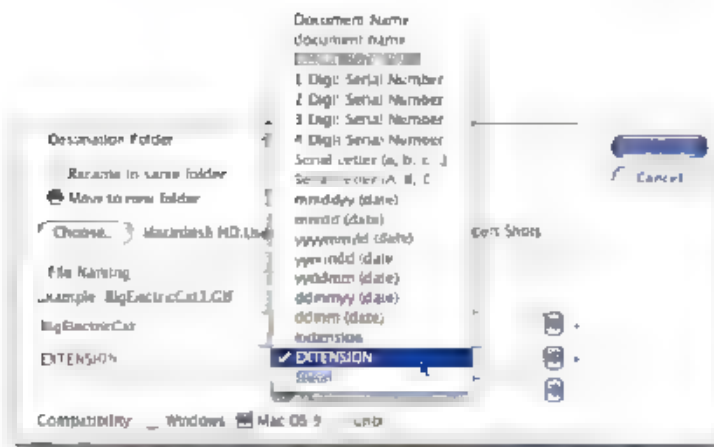 Document Name
document name
1 Digit Serial Number
2 Digit Serial Number
3 Digit Serial Number
4 Digit Serial Number
Destination Folder
Serial Letter (a, b, c...)
Rename in same folder
Cancel
Move to new folder
mmddyy (date)
mmdd (date)
Choose... Macintosh HD:Use
yyyymmdd (date)
Shots
yymmdd (date
File Naming
yyddmm (date)
Example: BigElectricCat1.GIF
ddmmyy (date)
ddmm (date)
BigElectricCat
extension
EXTENSION
✓ EXTENSION
Compatibility Windows Mac OS 9